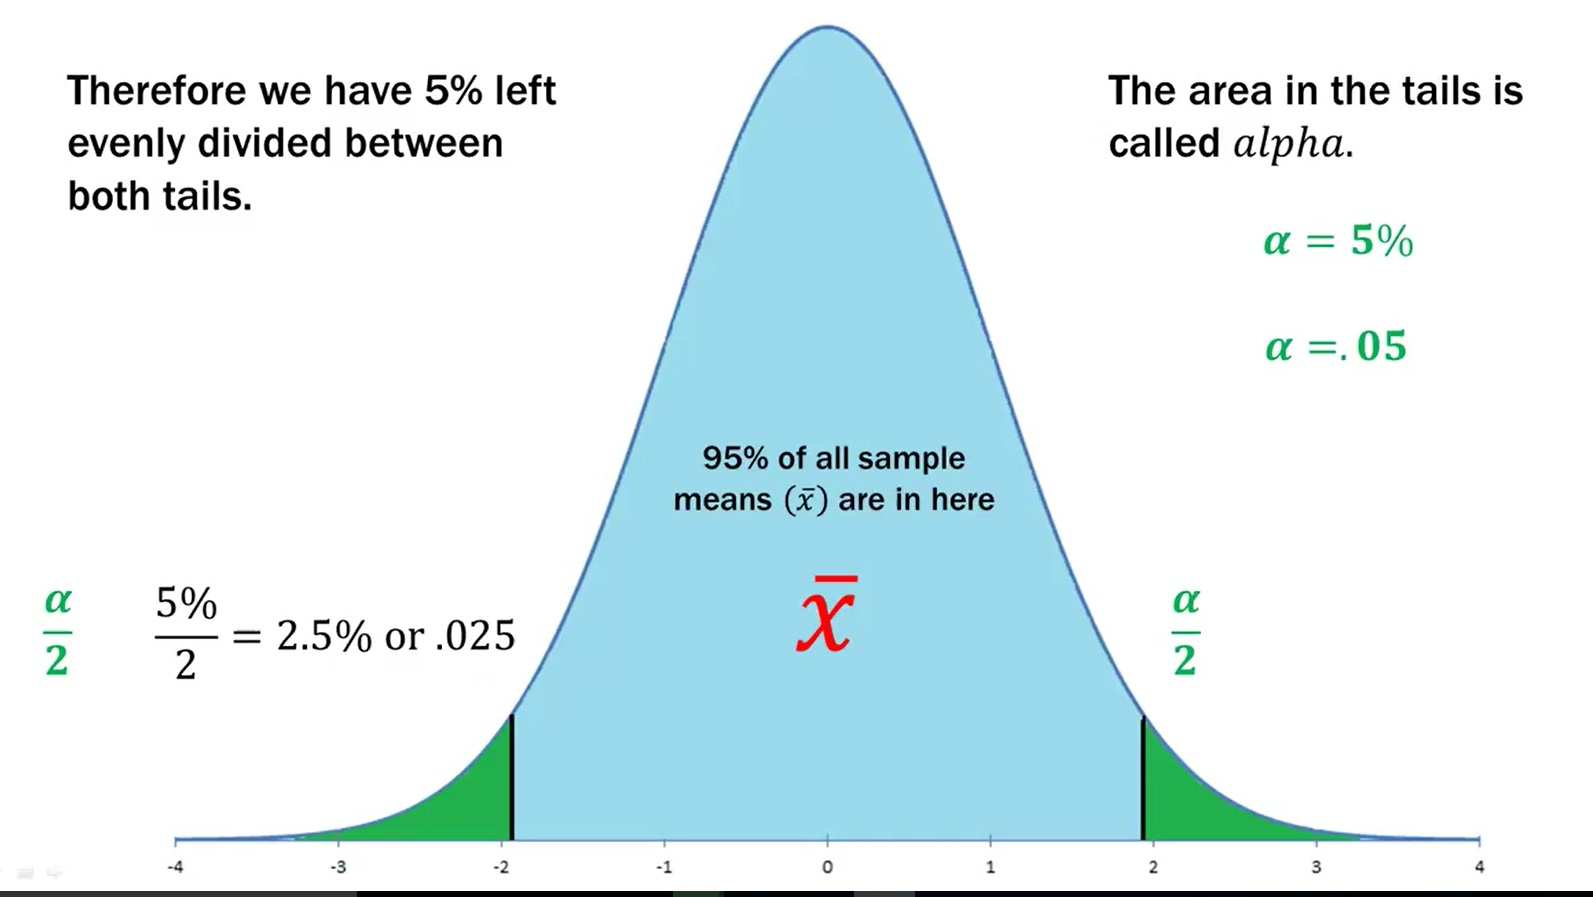 Therefore we have 5% left
evenly divided between
both tails.
The area in the tails is
called alpha.
α = 5%
α =.05
95% of all sample
means (x̄) are in here
x̄
α/2
5%/2 = 2.5% or .025
α/2
-4 -3 -2 -1 0 1 2 3 4